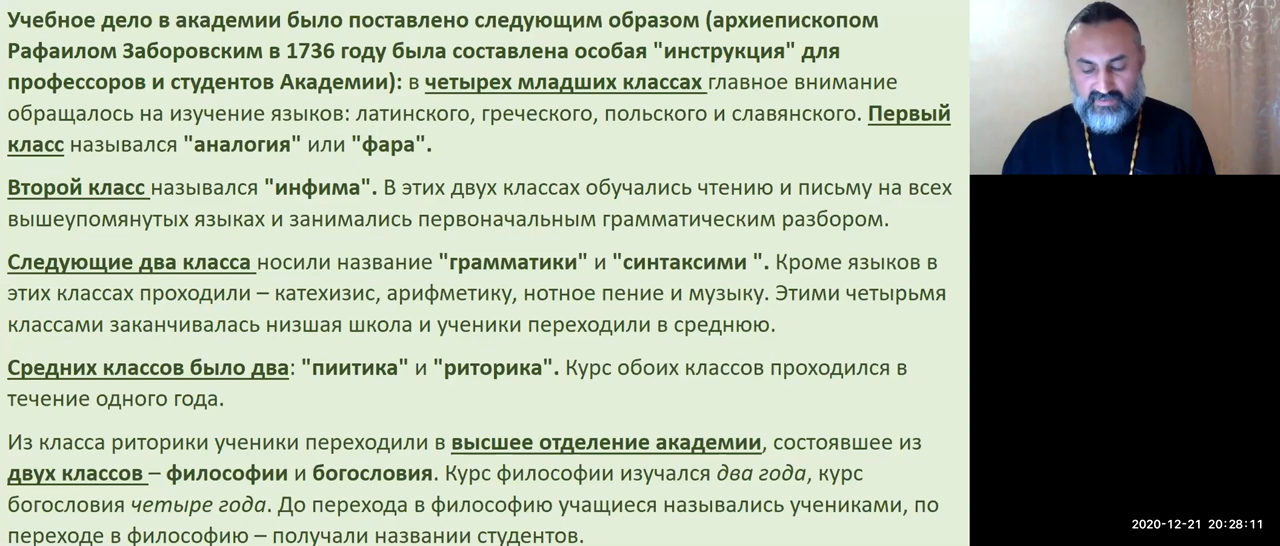 Учебное дело в академии было поставлено следующим образом (архиепископом
Рафаилом Заборовским в 1736 году была составлена особая "инструкция" для
профессоров и студентов Академии): в четырех младших классах главное внимание
обращалось на изучение языков: латинского, греческого, польского и славянского. Первый
класс назывался "аналогия" или "фара".
Второй класс назывался "инфима". В этих двух классах обучались чтению и письму на всех
вышеупомянутых языках и занимались первоначальным грамматическим разбором.
Следующие два класса носили название "грамматики" и "синтаксими ". Кроме языков в
этих классах проходили – катехизис, арифметику, нотное пение и музыку. Этими четырьмя
классами заканчивалась низшая школа и ученики переходили в среднюю.
Средних классов было два: "пиитика" и "риторика". Курс обоих классов проходился в
течение одного года.
Из класса риторики ученики переходили в высшее отделение академии, состоявшее из
двух классов – философии и богословия. Курс философии изучался два года, курс
богословия четыре года. До перехода в философию учащиеся назывались учениками, по
переходе в философию – получали названии студентов.
2020-12-21 20:28:11